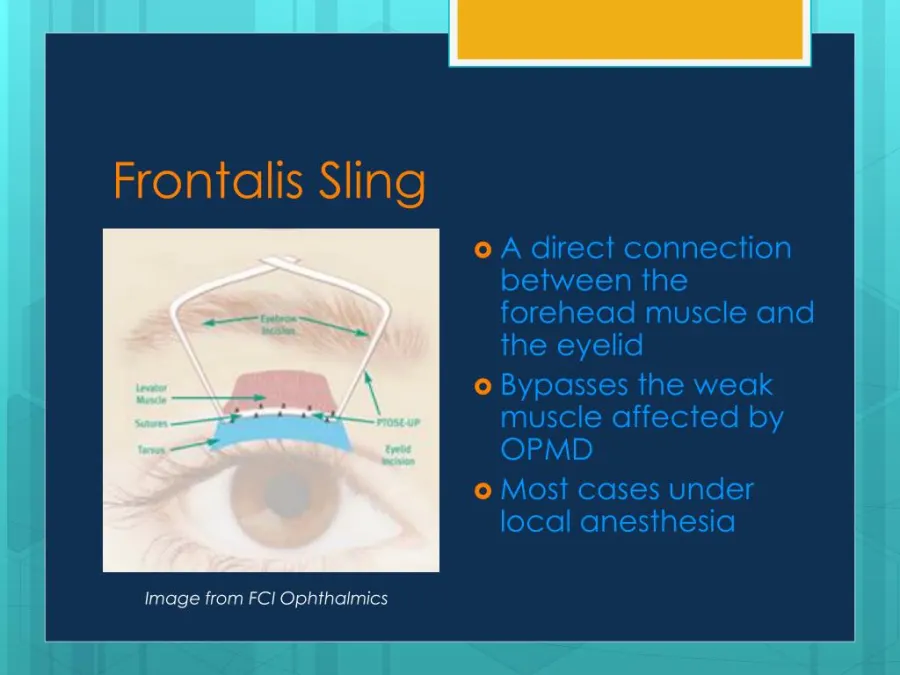 Frontalis Sling
Eyebrow
Incision
Levator
Muscle
Sutures
Tarsus
PTOSE-UP
Eyelid
Incision
Image from FCI Ophthalmics
A direct connection
between the
forehead muscle and
the eyelid
Bypasses the weak
muscle affected by
OPMD
Most cases under
local anesthesia